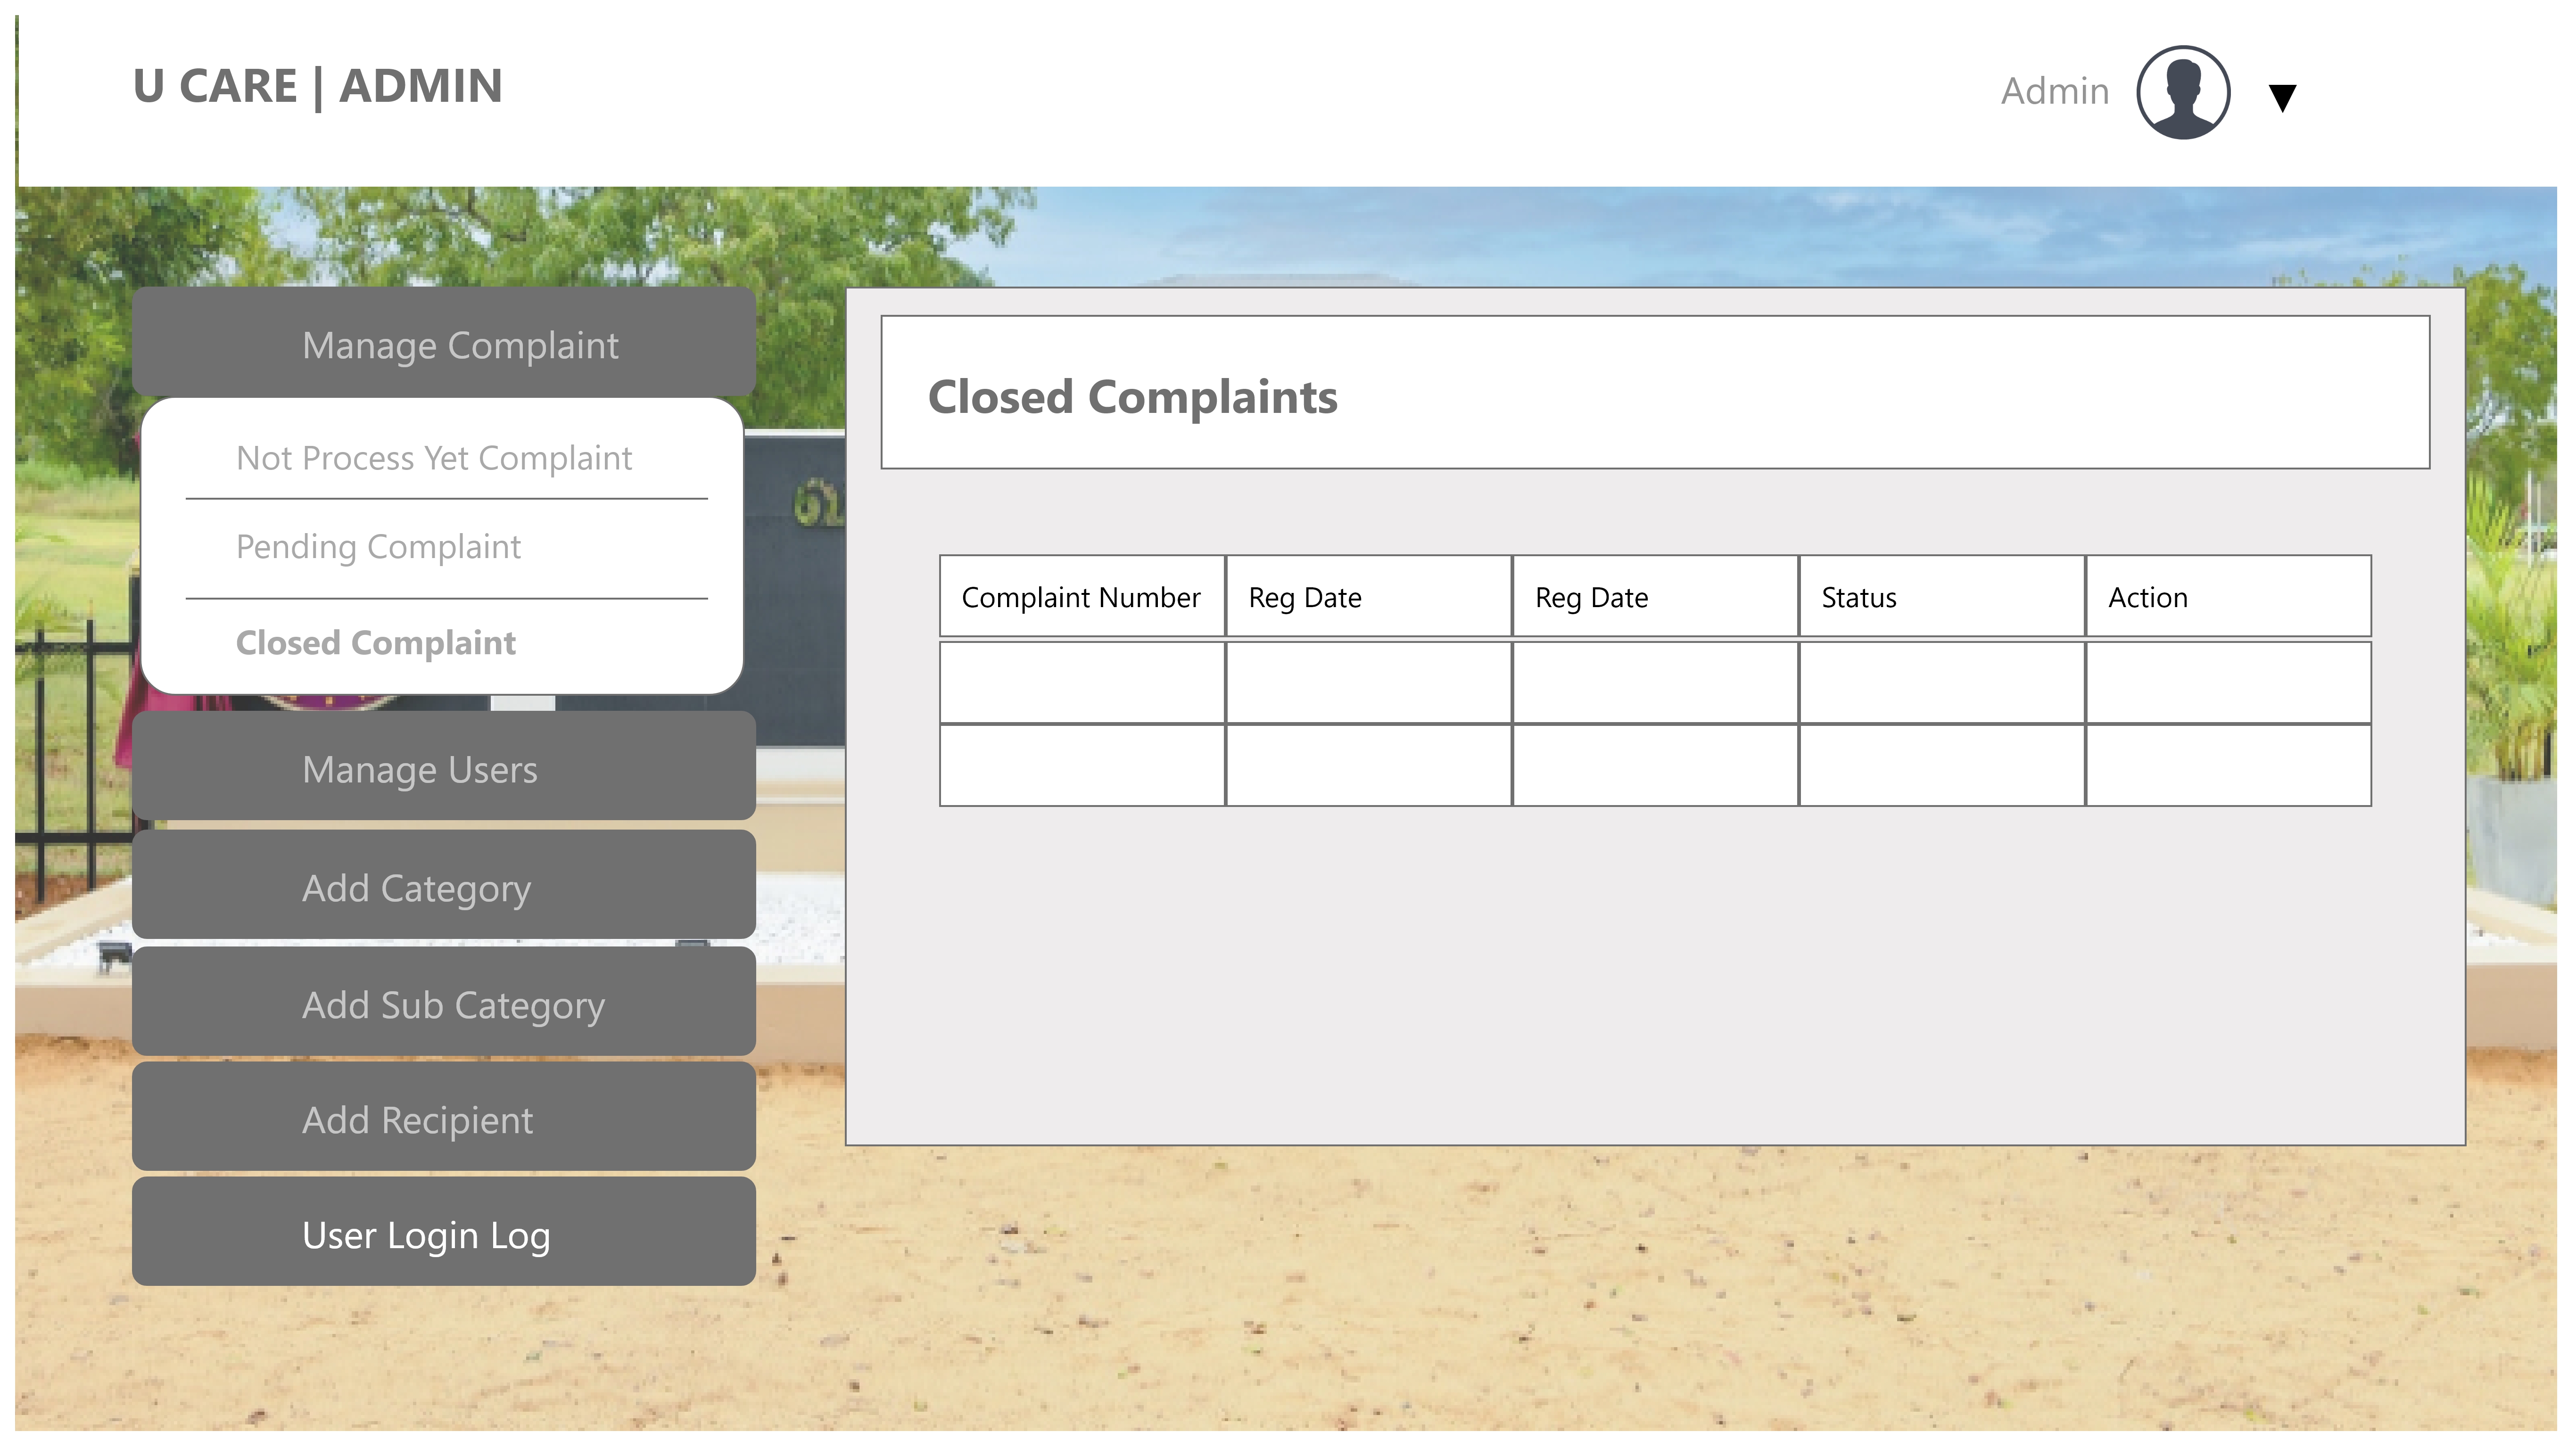 U CARE | ADMIN
Admin
Manage Complaint
Not Process Yet Complaint
Pending Complaint
Closed Complaint
Manage Users
Add Category
Add Sub Category
Add Recipient
User Login Log
Closed Complaints
Complaint Number Reg Date Reg Date Status Action